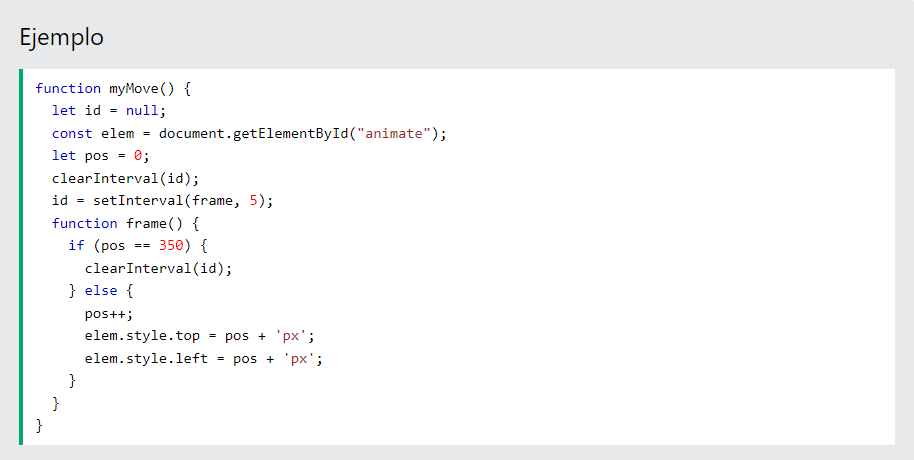 Ejemplo
function myMove() {
  let id = null;
  const elem = document.getElementById("animate");
  let pos = 0;
  clearInterval(id);
  id = setInterval(frame, 5);
  function frame() {
    if (pos == 350) {
      clearInterval(id);
    } else {
      pos++;
      elem.style.top = pos + 'px';
      elem.style.left = pos + 'px';
    }
  }
}